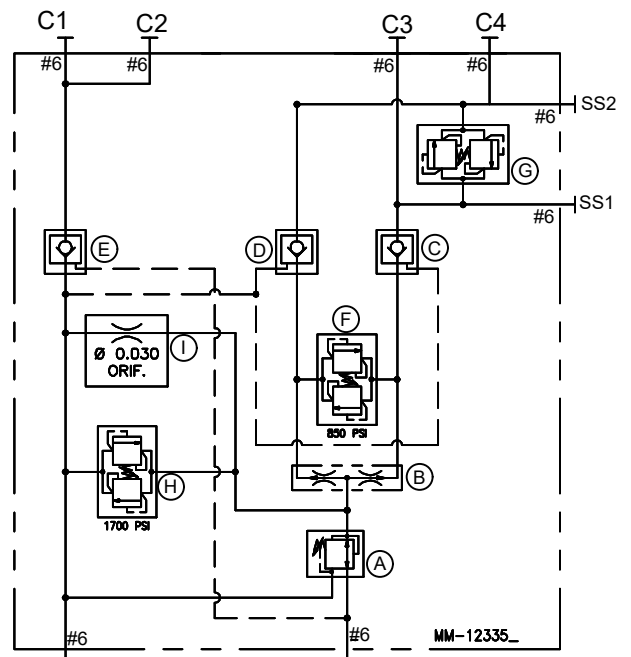 C1
C2
C3
C4
#6
#6
#6
#6
#6
SS2
G
#6
SS1
E
D
C
F
I
Ø 0.030
ORIF.
850 PSI
H
1700 PSI
B
A
#6
#6
MM-12335_